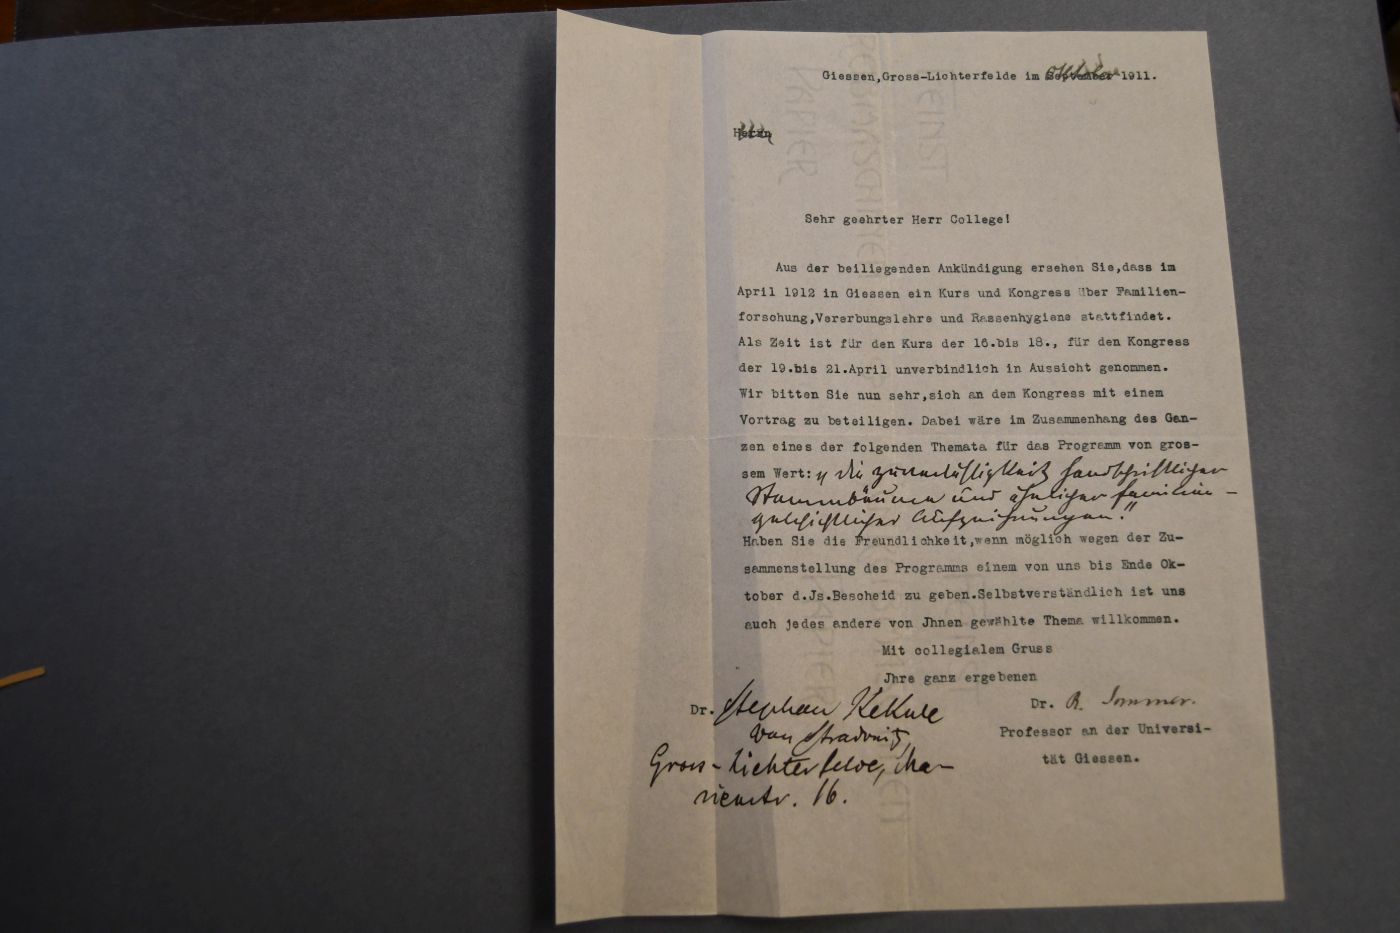 Giessen,Gross-Lichterfelde im September Oktober 1911.
Herrn
Sehr geehrter Herr College!
Aus der beiliegenden Ankündigung ersehen Sie,dass im
April 1912 in Giessen ein Kurs und Kongress über Familien-
forschung,Vererbungslehre und Rassenhygiene stattfindet.
Als Zeit ist für den Kurs der 16.bis 18., für den Kongress
der 19.bis 21.April unverbindlich in Aussicht genommen.
Wir bitten Sie nun sehr,sich an dem Kongress mit einem
Vortrag zu beteiligen. Dabei wäre im Zusammenhang des Gan-
zen eines der folgenden Themata für das Programm von gros-
sem Wert: „die Zuverlässigkeit handschriftlicher
Stammbäume und ähnlicher familien-
geschichtlicher Aufzeichnungen."
Haben Sie die Freundlichkeit,wenn möglich wegen der Zu-
sammenstellung des Programms einem von uns bis Ende Ok-
tober d.Js.Bescheid zu geben.Selbstverständlich ist uns
auch jedes andere von Jhnen gewählte Thema willkommen.
Mit collegialem Gruss
Jhre ganz ergebenen
Dr. Stephan Kekule
von Stradonitz,
Gross-Lichterfelde, Ma-
rienstr. 16.
Dr. R. Sommer.
Professor an der Universi-
tät Giessen.